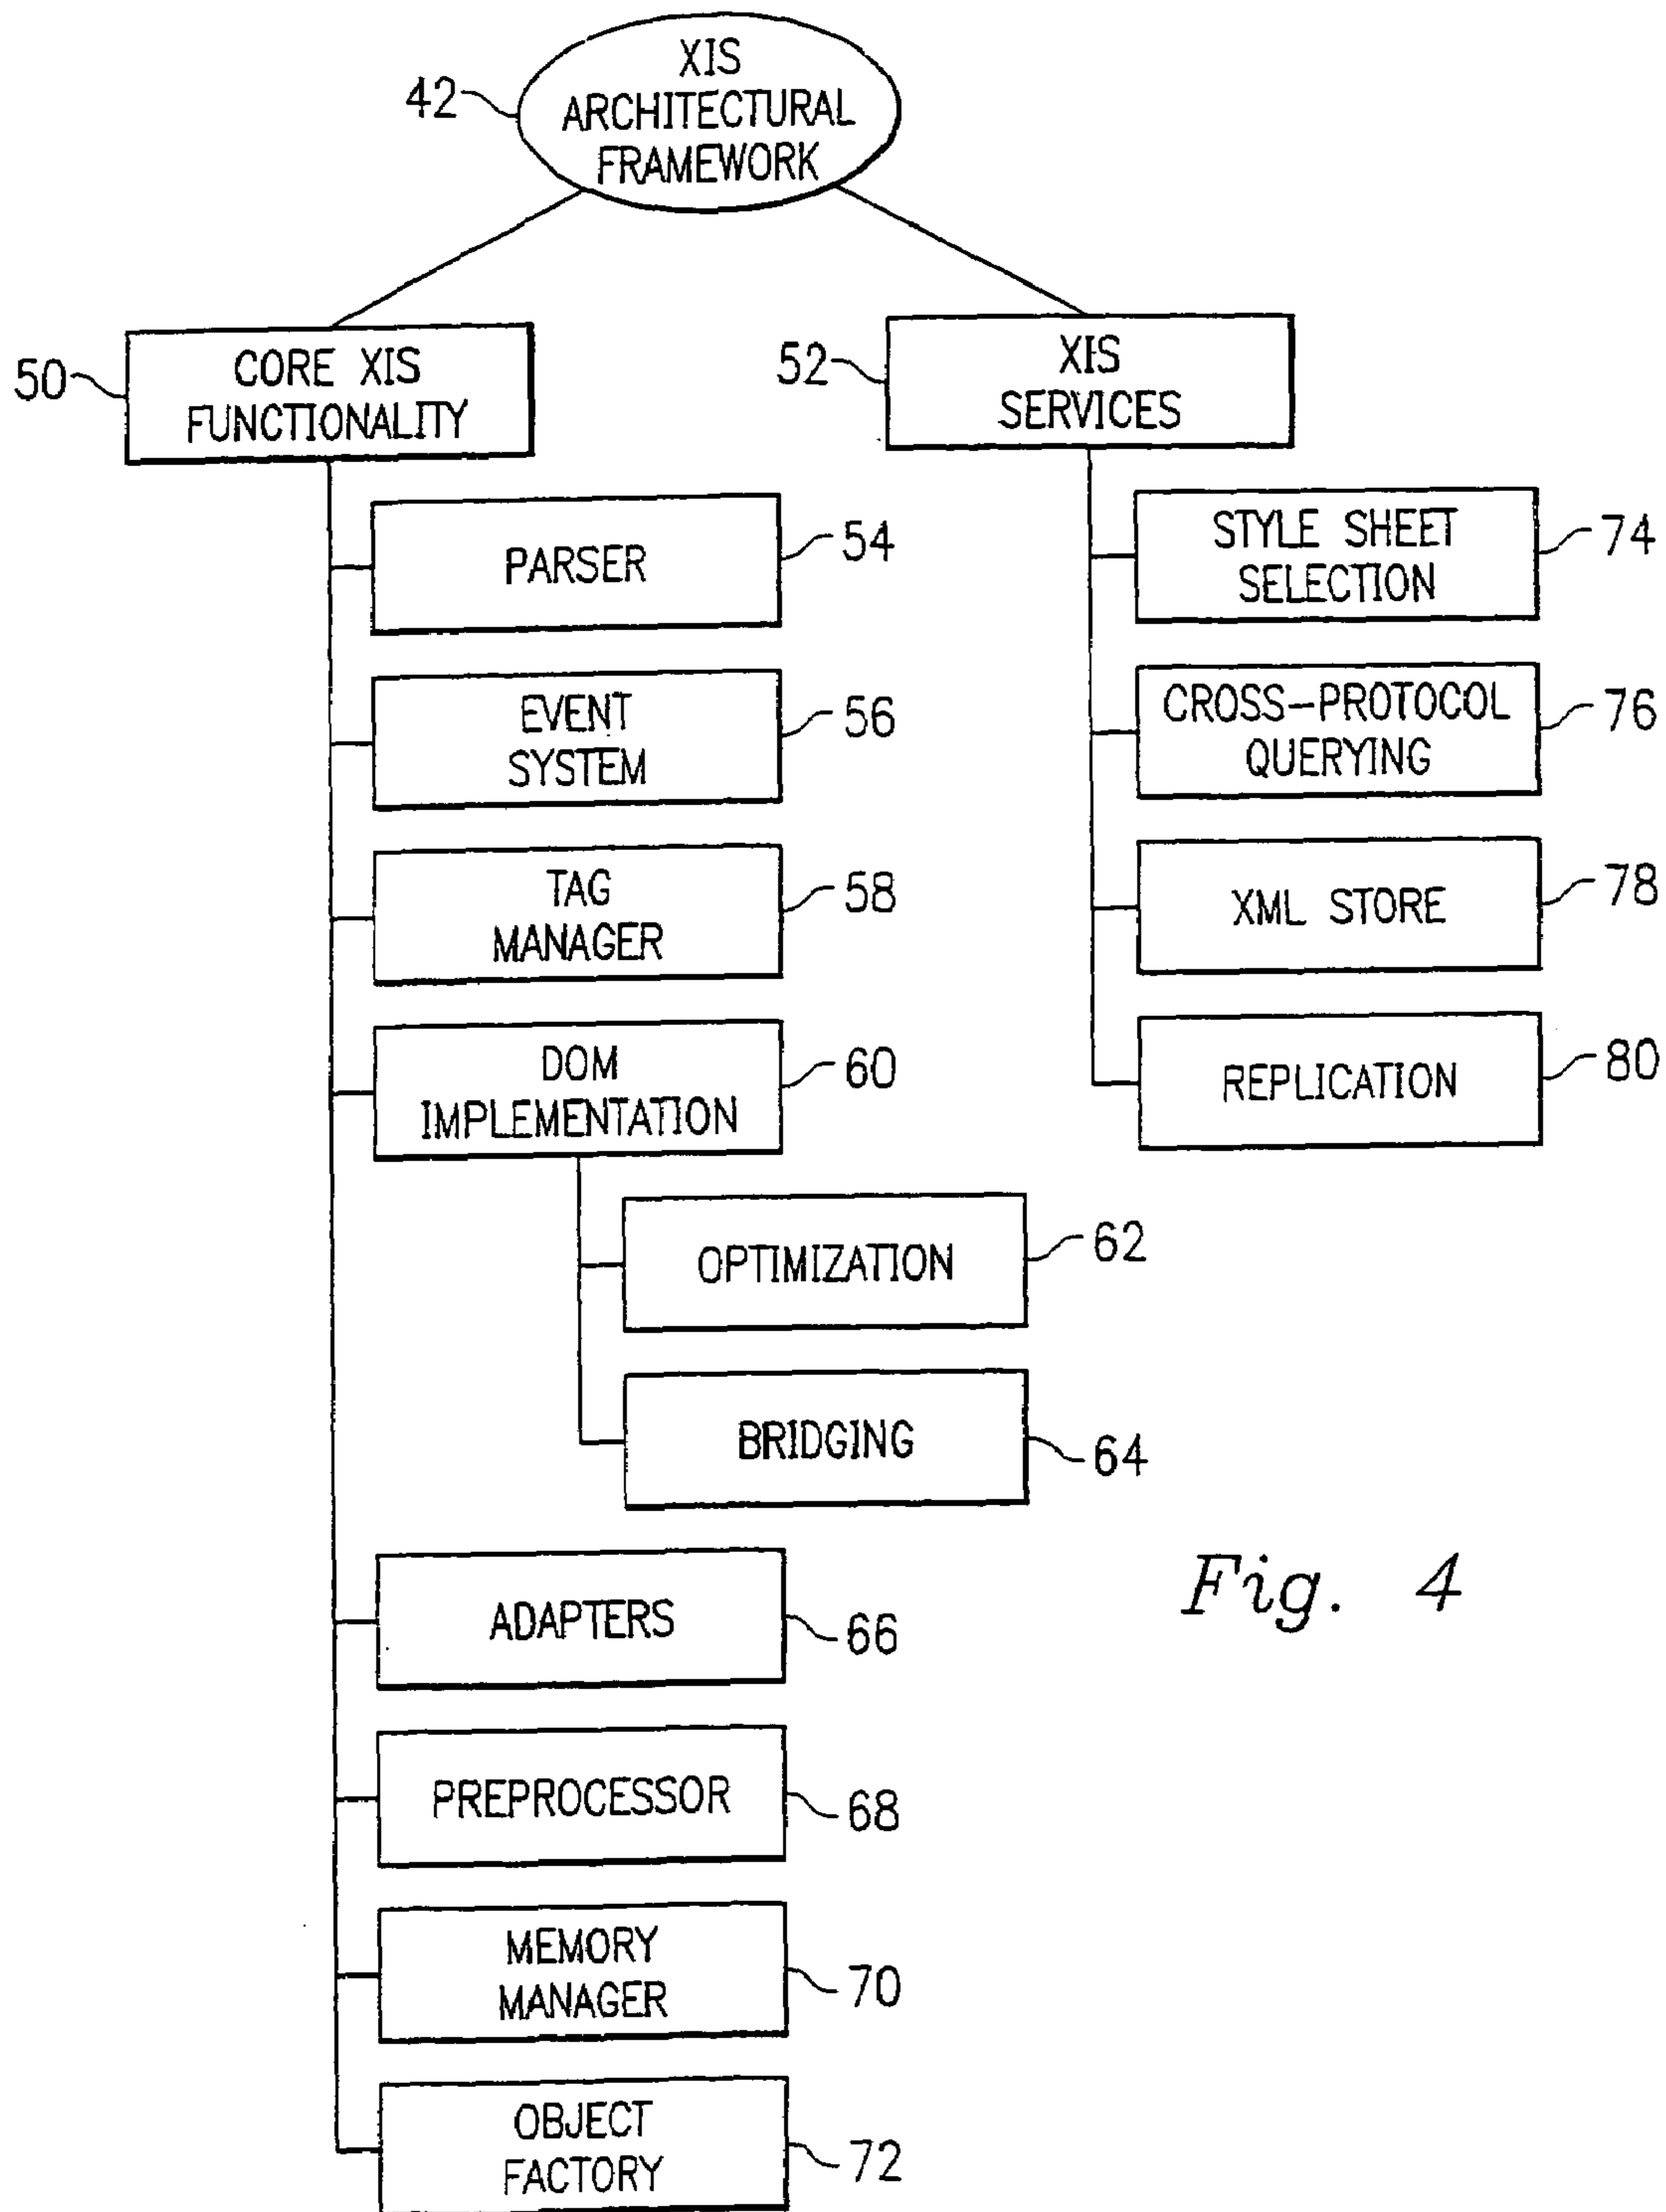 XIS
ARCHITECTURAL
FRAMEWORK
42
CORE XIS
FUNCTIONALITY
50
XIS
SERVICES
52
PARSER
54
EVENT
SYSTEM
56
TAG
MANAGER
58
DOM
IMPLEMENTATION
60
OPTIMIZATION
62
BRIDGING
64
ADAPTERS
66
PREPROCESSOR
68
MEMORY
MANAGER
70
OBJECT
FACTORY
72
STYLE SHEET
SELECTION
74
CROSS-PROTOCOL
QUERYING
76
XML STORE
78
REPLICATION
80
Fig. 4